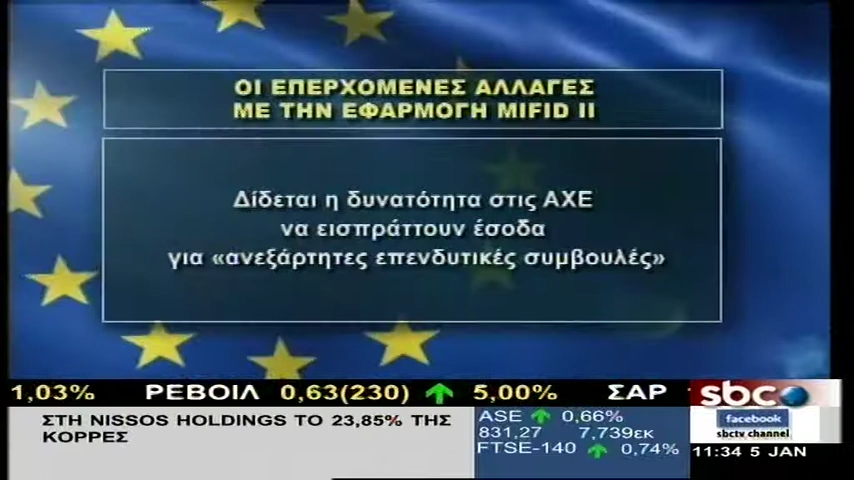 ΟΙ ΕΠΕΡΧΟΜΕΝΕΣ ΑΛΛΑΓΕΣ
ΜΕ ΤΗΝ ΕΦΑΡΜΟΓΗ MIFID II
Δίδεται η δυνατότητα στις ΑΧΕ
να εισπράττουν έσοδα
για «ανεξάρτητες επενδυτικές συμβουλές»
1,03% ΡΕΒΟΙΛ 0,63(230) 5,00% ΣΑΡ
sbc
ΣΤΗ NISSOS HOLDINGS ΤΟ 23,85% ΤΗΣ
ΚΟΡΡΕΣ
ASE 0,66%
831,27 7,739εκ
FTSE-140 0,74%
facebook
sbctv channel
11:34 5 JAN